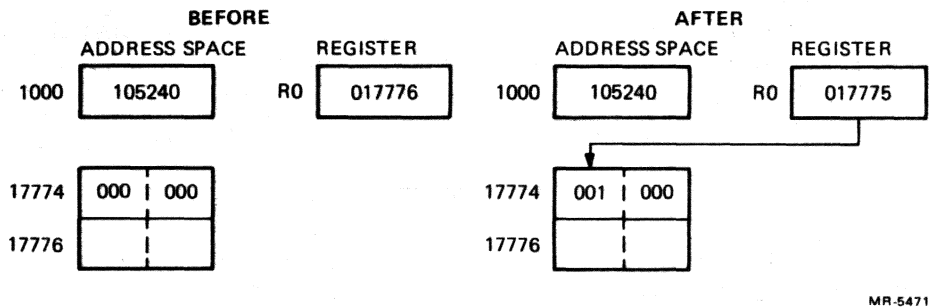 BEFORE AFTER
ADDRESS SPACE REGISTER ADDRESS SPACE REGISTER
1000 105240 R0 017776 1000 105240 R0 017775
17774 000 000 17774 001 000
17776 17776
MR-5471